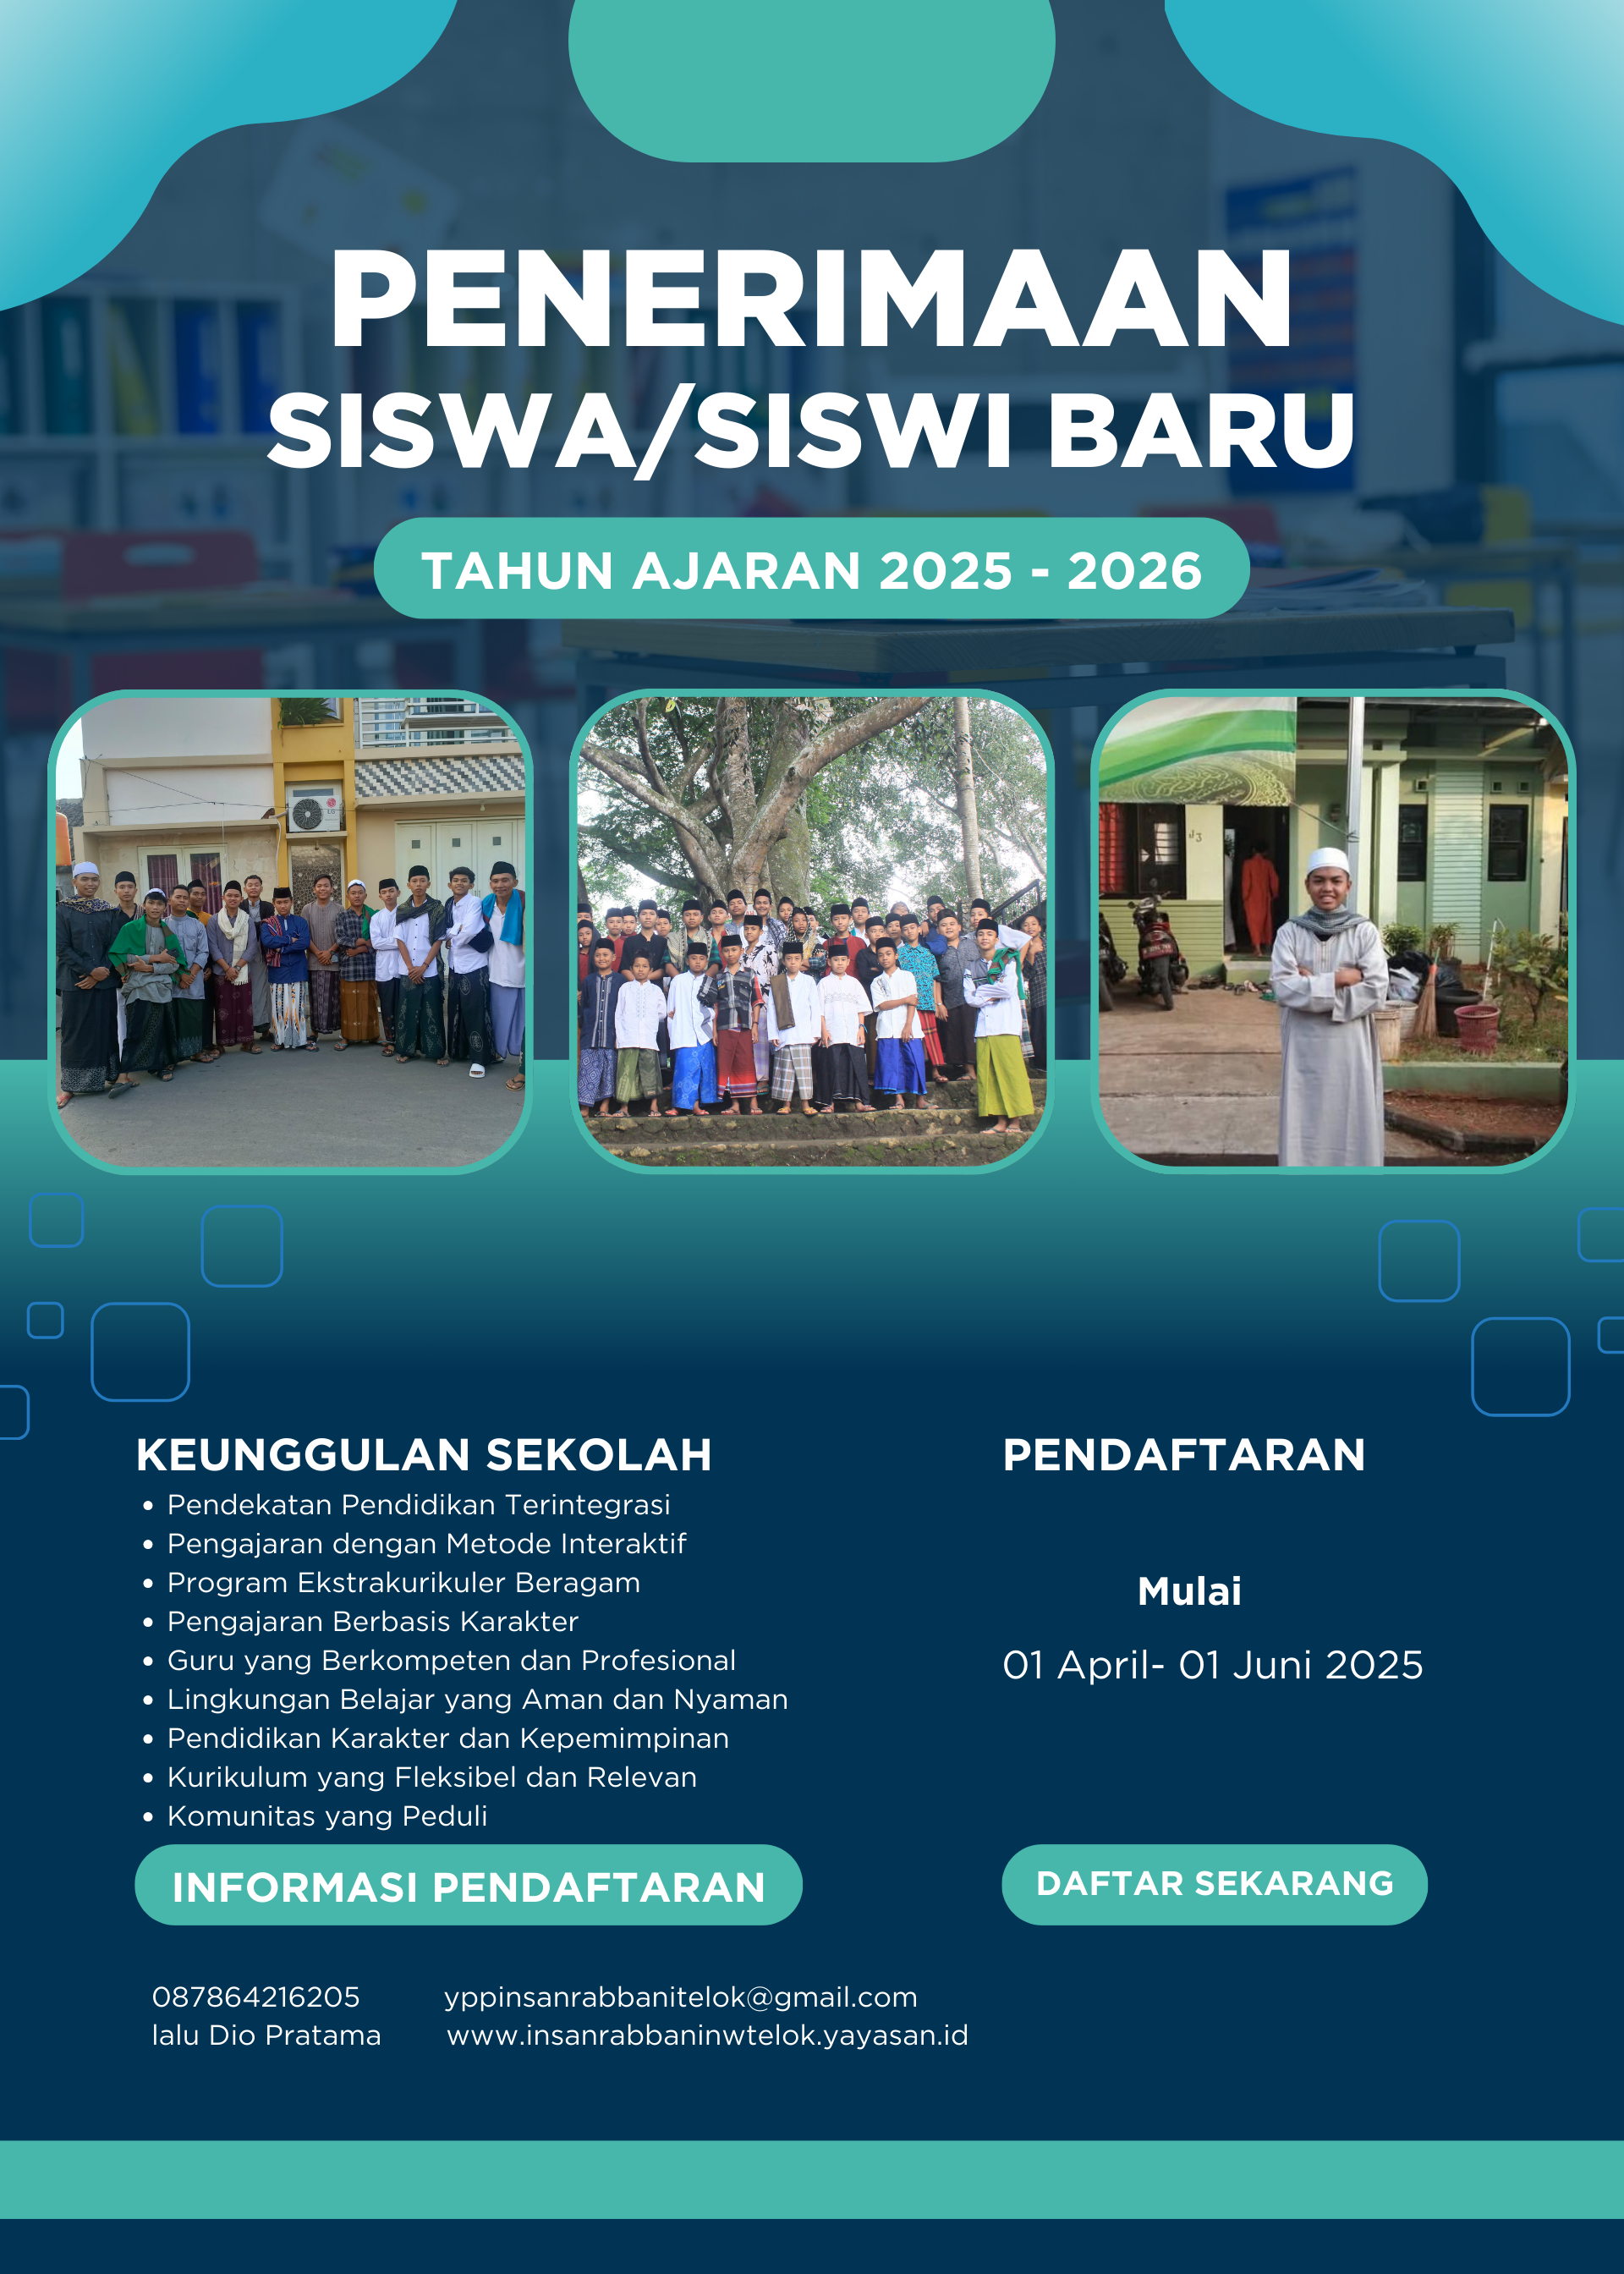 PENERIMAAN
SISWA/SISWI BARU
TAHUN AJARAN 2025 - 2026
KEUNGGULAN SEKOLAH
• Pendekatan Pendidikan Terintegrasi
• Pengajaran dengan Metode Interaktif
• Program Ekstrakurikuler Beragam
• Pengajaran Berbasis Karakter
• Guru yang Berkompeten dan Profesional
• Lingkungan Belajar yang Aman dan Nyaman
• Pendidikan Karakter dan Kepemimpinan
• Kurikulum yang Fleksibel dan Relevan
• Komunitas yang Peduli
PENDAFTARAN
Mulai
01 April- 01 Juni 2025
INFORMASI PENDAFTARAN
DAFTAR SEKARANG
087864216205
lalu Dio Pratama
yppinsanrabbanitelok@gmail.com
www.insanrabbaninwtelok.yayasan.id